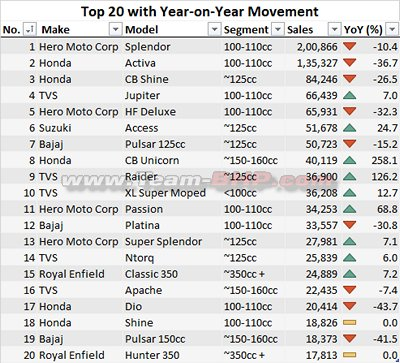 Top 20 with Year-on-Year Movement
No. Make Model Segment Sales YoY (%)
1 Hero Moto Corp Splendor 100-110cc 2,00,866 -10.4
2 Honda Activa 100-110cc 1,35,327 -36.7
3 Honda CB Shine ~125cc 84,246 -26.5
4 TVS Jupiter 100-110cc 66,439 7.0
5 Hero Moto Corp HF Deluxe 100-110cc 65,931 -32.3
6 Suzuki Access ~125cc 51,678 24.7
7 Bajaj Pulsar 125cc ~125cc 50,723 -15.2
8 Honda CB Unicorn ~150-160cc 40,119 258.1
9 TVS Raider ~125cc 36,900 126.2
10 TVS XL Super Moped <100cc 35,208 12.7
11 Hero Moto Corp Passion 100-110cc 34,253 68.8
12 Bajaj Platina 100-110cc 33,557 -30.8
13 Hero Moto Corp Super Splendor ~125cc 27,981 7.1
14 TVS Ntorq ~125cc 25,839 6.0
15 Royal Enfield Classic 350 ~350cc + 24,889 7.2
16 TVS Apache ~150-160cc 22,435 -7.4
17 Honda Dio 100-110cc 20,414 -43.7
18 Honda Shine 100-110cc 18,826 0.0
19 Bajaj Pulsar 150cc ~150-160cc 18,373 -41.5
20 Royal Enfield Hunter 350 ~350cc + 18,197 0.0
www.Team-BHP.com